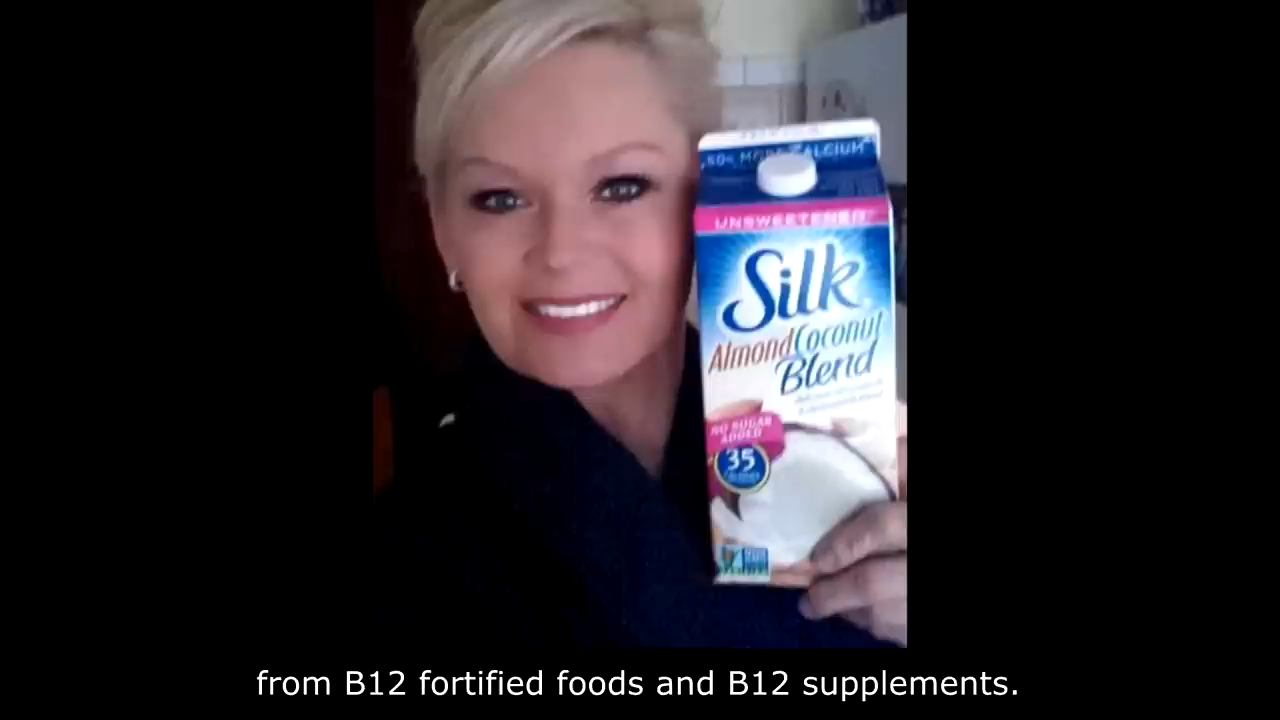 50% MORE CALCIUM
UNSWEETENED
Silk
Almond Coconut
Blend
NO SUGAR
ADDED
35
from B12 fortified foods and B12 supplements.